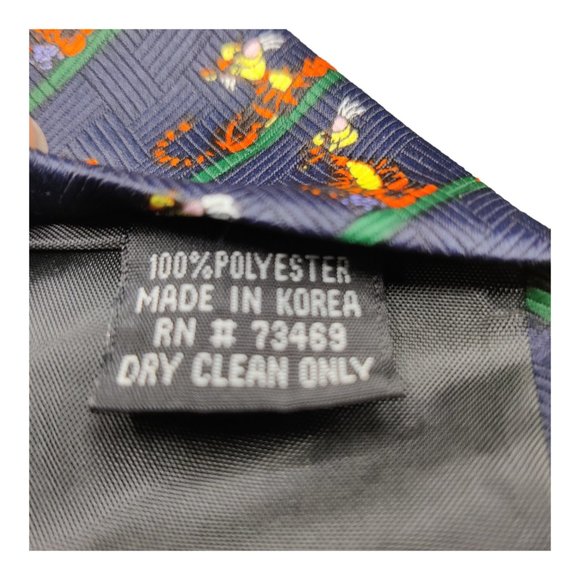 100% POLYESTER
MADE IN KOREA
RN # 73469
DRY CLEAN ONLY